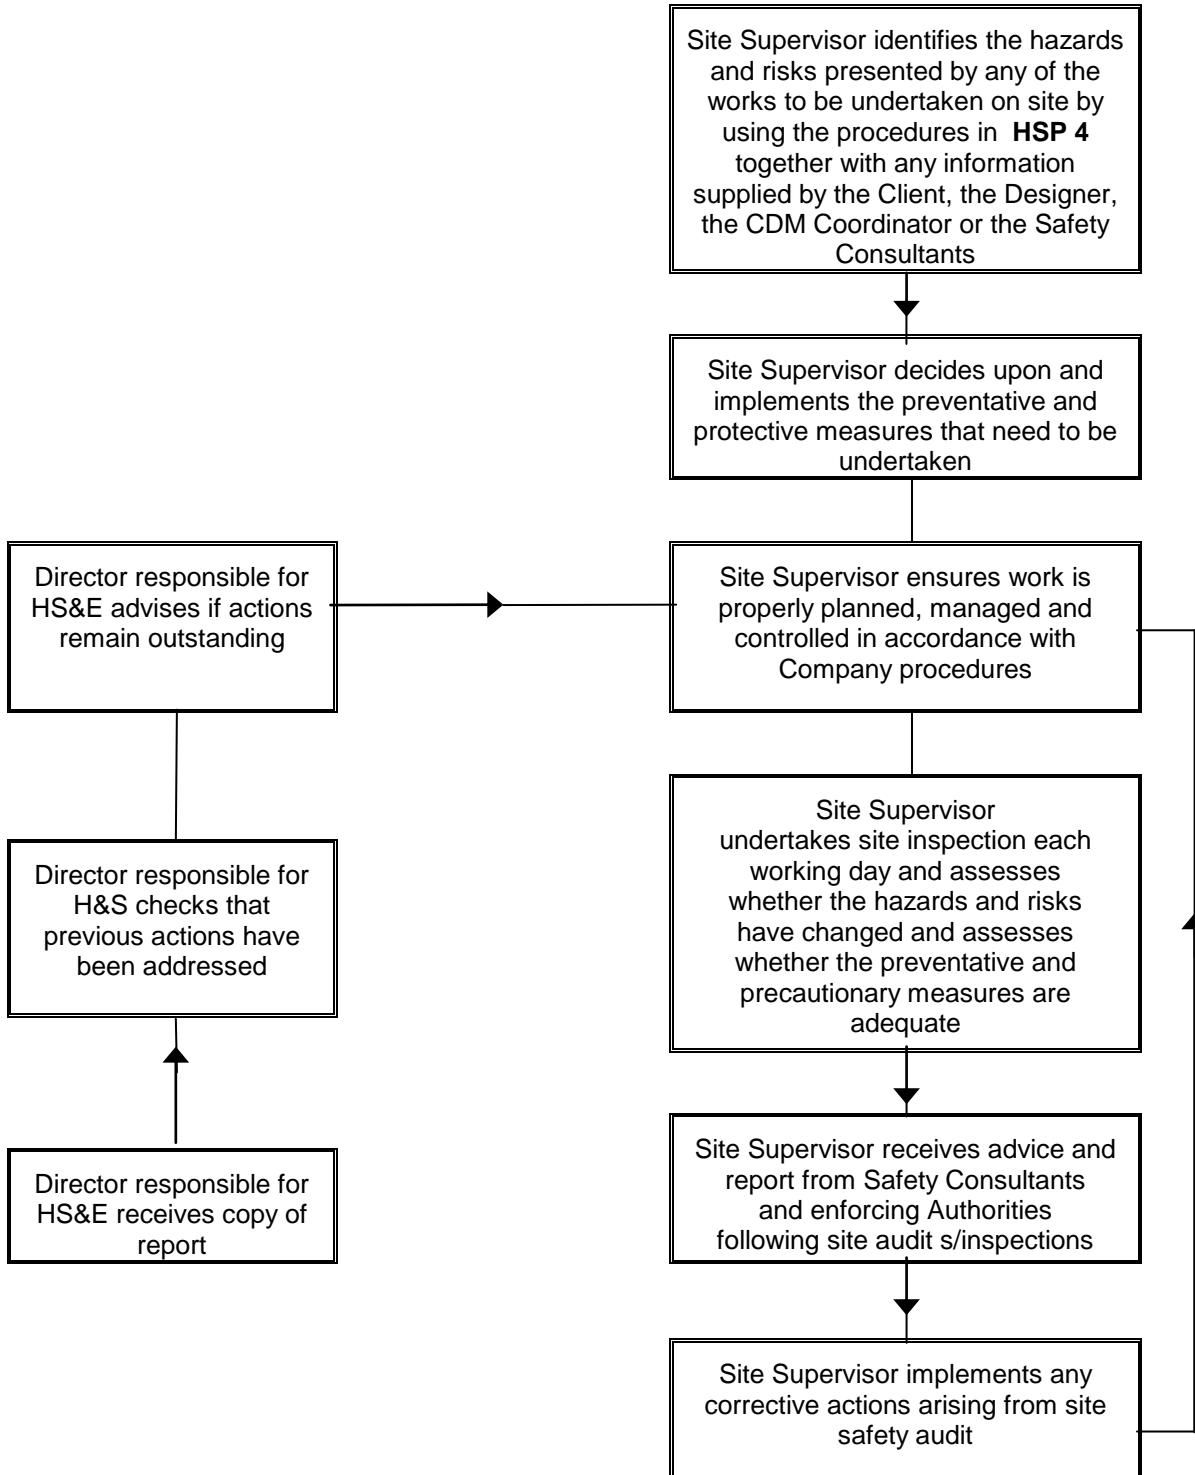 Site Supervisor identifies the hazards
and risks presented by any of the
works to be undertaken on site by
using the procedures in HSP 4
together with any information
supplied by the Client, the Designer,
the CDM Coordinator or the Safety
Consultants
Site Supervisor decides upon and
implements the preventative and
protective measures that need to be
undertaken
Director responsible for
HS&E advises if actions
remain outstanding
Site Supervisor ensures work is
properly planned, managed and
controlled in accordance with
Company procedures
Site Supervisor
undertakes site inspection each
working day and assesses
whether the hazards and risks
have changed and assesses
whether the preventative and
precautionary measures are
adequate
Director responsible for
H&S checks that
previous actions have
been addressed
Director responsible for
HS&E receives copy of
report
Site Supervisor receives advice and
report from Safety Consultants
and enforcing Authorities
following site audit s/inspections
Site Supervisor implements any
corrective actions arising from site
safety audit